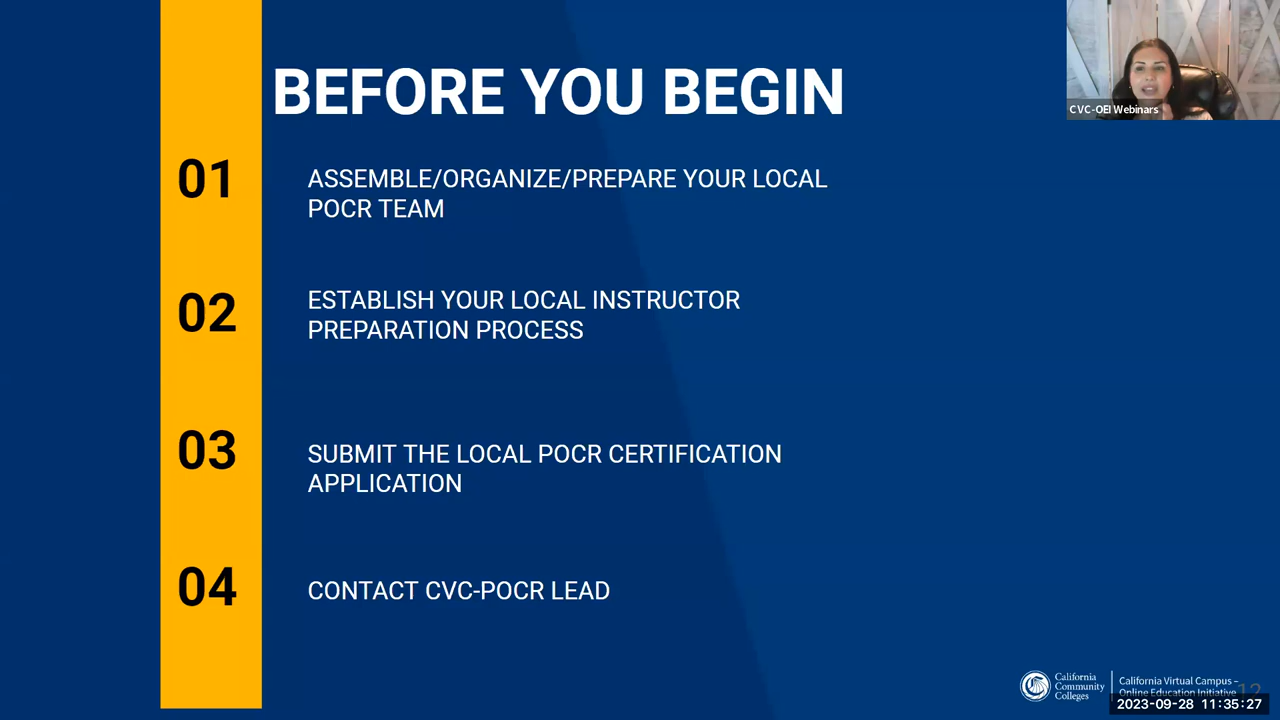 BEFORE YOU BEGIN
01
ASSEMBLE/ORGANIZE/PREPARE YOUR LOCAL
POCR TEAM
02
ESTABLISH YOUR LOCAL INSTRUCTOR
PREPARATION PROCESS
03
SUBMIT THE LOCAL POCR CERTIFICATION
APPLICATION
04
CONTACT CVC-POCR LEAD
CVC-OEI Webinars
California
Community
Colleges
California Virtual Campus –
Online Education Initiative
12
2023-09-28 11:35:27